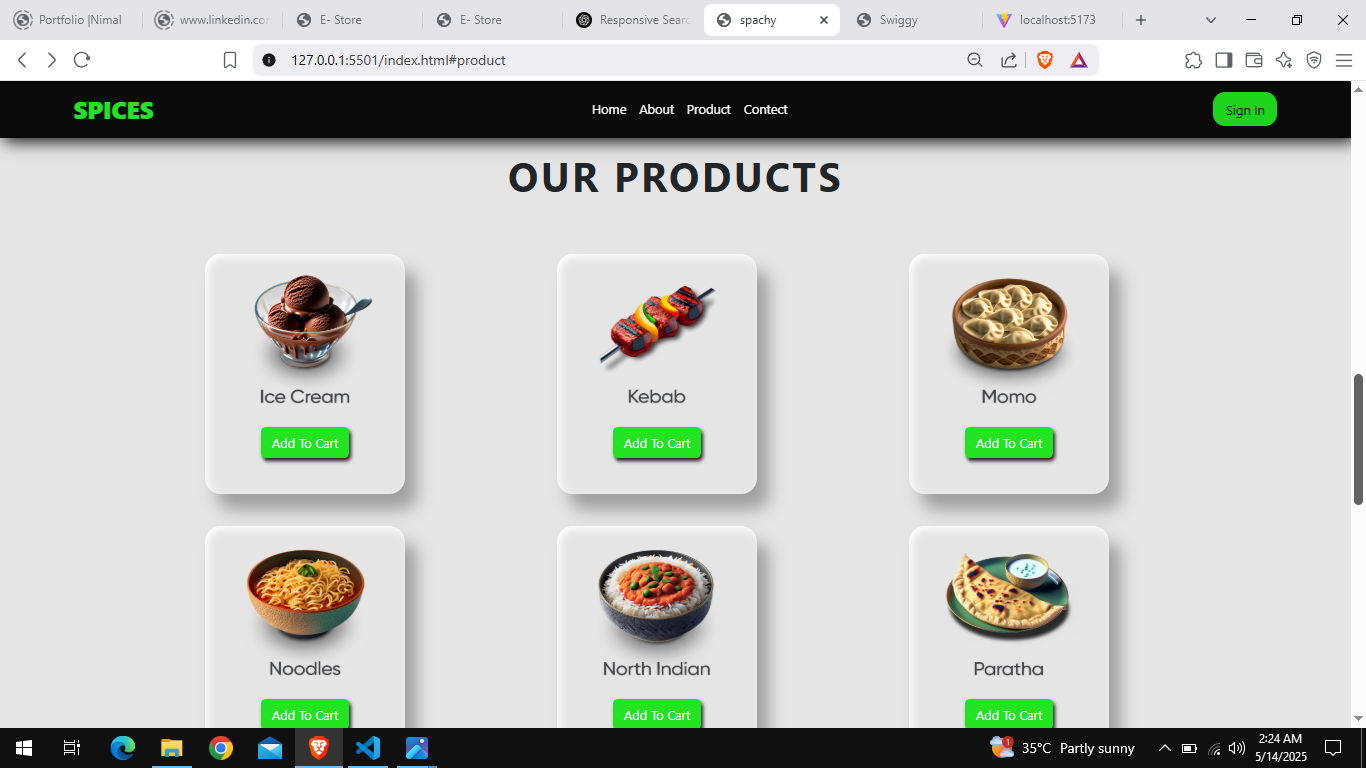 Portfolio |Nimal
www.linkedin.con
E- Store
E- Store
Responsive Sear
spachy
Swiggy
localhost:5173
127.0.0.1:5501/index.html#product
SPICES
Home About Product Contect
Sign In
OUR PRODUCTS
Ice Cream
Kebab
Momo
Add To Cart
Add To Cart
Add To Cart
Noodles
North Indian
Paratha
Add To Cart
Add To Cart
Add To Cart
1
35°C Partly sunny
2:24 AM
5/14/2025